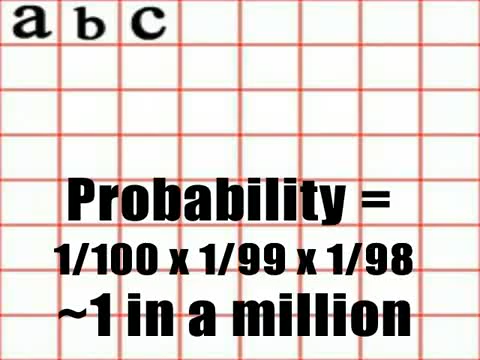 a b c
Probability =
1/100 x 1/99 x 1/98
~1 in a million